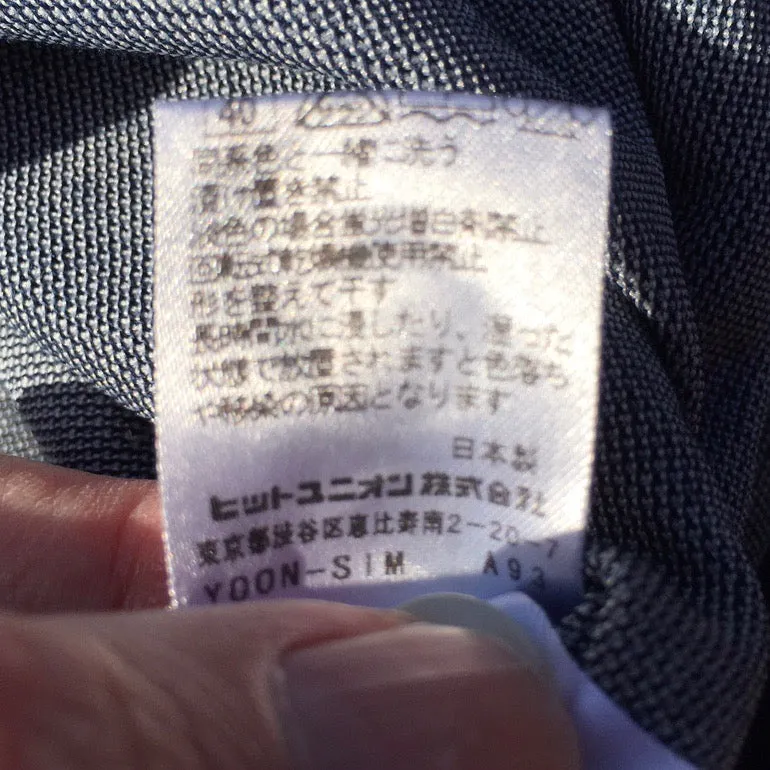 40
同系色と一緒に洗う
漬け置き禁止
淡色の場合蛍光増白剤禁止
回転式乾燥機使用禁止
形を整えて干す
長時間水に浸したり、湿った
状態で放置されますと色落ち
や移染の原因となります
日本製
ヒットユニオン株式会社
東京都渋谷区恵比寿南2-20-7
YOON-SIM A93